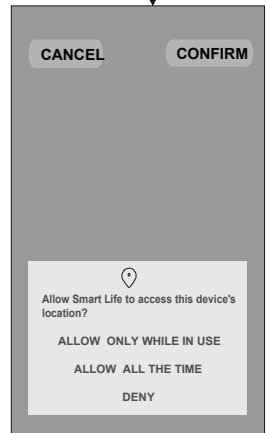 CANCEL CONFIRM
Allow Smart Life to access this device's
location?
ALLOW ONLY WHILE IN USE
ALLOW ALL THE TIME
DENY